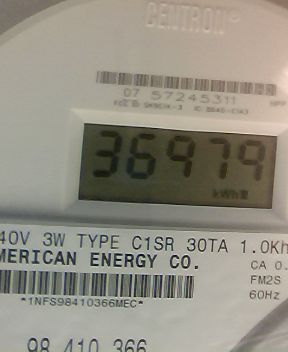 CENTRON®
07 57245311
36979
kWh
40V 3W TYPE C1SR 30TA 1.0Kh
MERICAN ENERGY CO.
CA 0.
FM2S
*1NFS98410366MEC*
60Hz
98 410 366